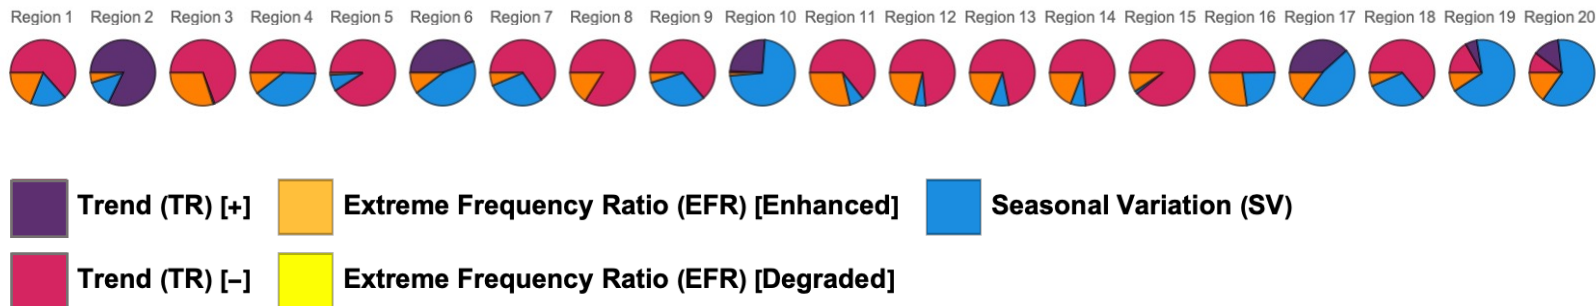 Region 1 Region 2 Region 3 Region 4 Region 5 Region 6 Region 7 Region 8 Region 9 Region 10 Region 11 Region 12 Region 13 Region 14 Region 15 Region 16 Region 17 Region 18 Region 19 Region 20
Trend (TR) [+] Extreme Frequency Ratio (EFR) [Enhanced] Seasonal Variation (SV)
Trend (TR) [−] Extreme Frequency Ratio (EFR) [Degraded]